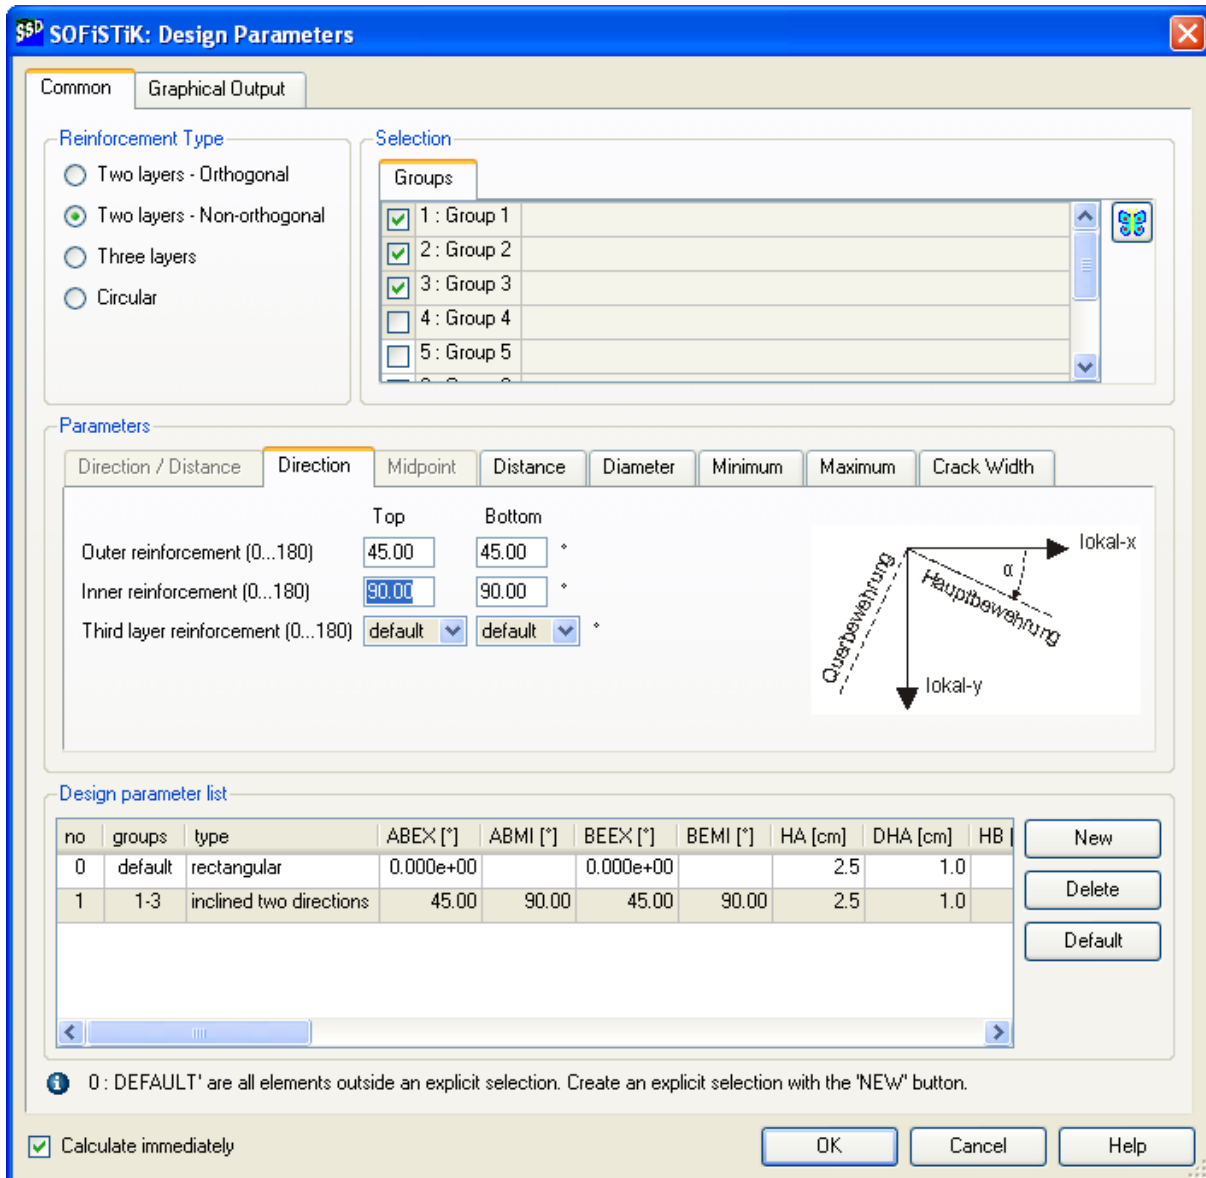 SOFiSTiK: Design Parameters
Common Graphical Output
Reinforcement Type
Two layers - Orthogonal
Two layers - Non-orthogonal
Three layers
Circular
Selection
Groups
1 : Group 1
2 : Group 2
3 : Group 3
4 : Group 4
5 : Group 5
Parameters
Direction / Distance Direction Midpoint Distance Diameter Minimum Maximum Crack Width
Top Bottom
Outer reinforcement (0...180) 45.00 45.00 °
Inner reinforcement (0...180) 90.00 90.00 °
Third layer reinforcement (0...180) default default °
lokal-x
α
Hauptbewehrung
Querbewehrung
lokal-y
Design parameter list
no groups type ABEX [°] ABMI [°] BEEX [°] BEMI [°] HA [cm] DHA [cm] HB [
0 default rectangular 0.000e+00 0.000e+00 2.5 1.0
1 1-3 inclined two directions 45.00 90.00 45.00 90.00 2.5 1.0
New
Delete
Default
0 : DEFAULT' are all elements outside an explicit selection. Create an explicit selection with the 'NEW' button.
Calculate immediately
OK Cancel Help